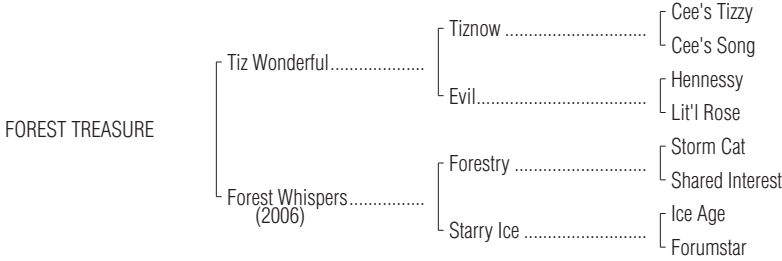 Cee's Tizzy
Tiznow ................................
Cee's Song
Tiz Wonderful....................
Hennessy
Evil.......................................
Lit'l Rose
FOREST TREASURE
Storm Cat
Forestry ..............................
Shared Interest
Forest Whispers................
(2006)
Ice Age
Starry Ice ............................
Forumstar